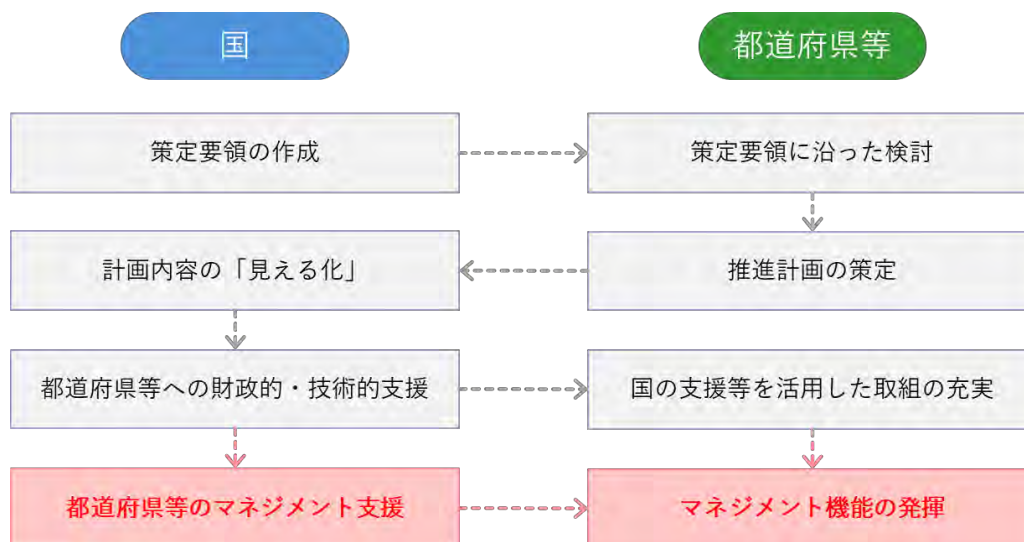 国
都道府県等
策定要領の作成
策定要領に沿った検討
計画内容の「見える化」
推進計画の策定
都道府県等への財政的・技術的支援
国の支援等を活用した取組の充実
都道府県等のマネジメント支援
マネジメント機能の発揮